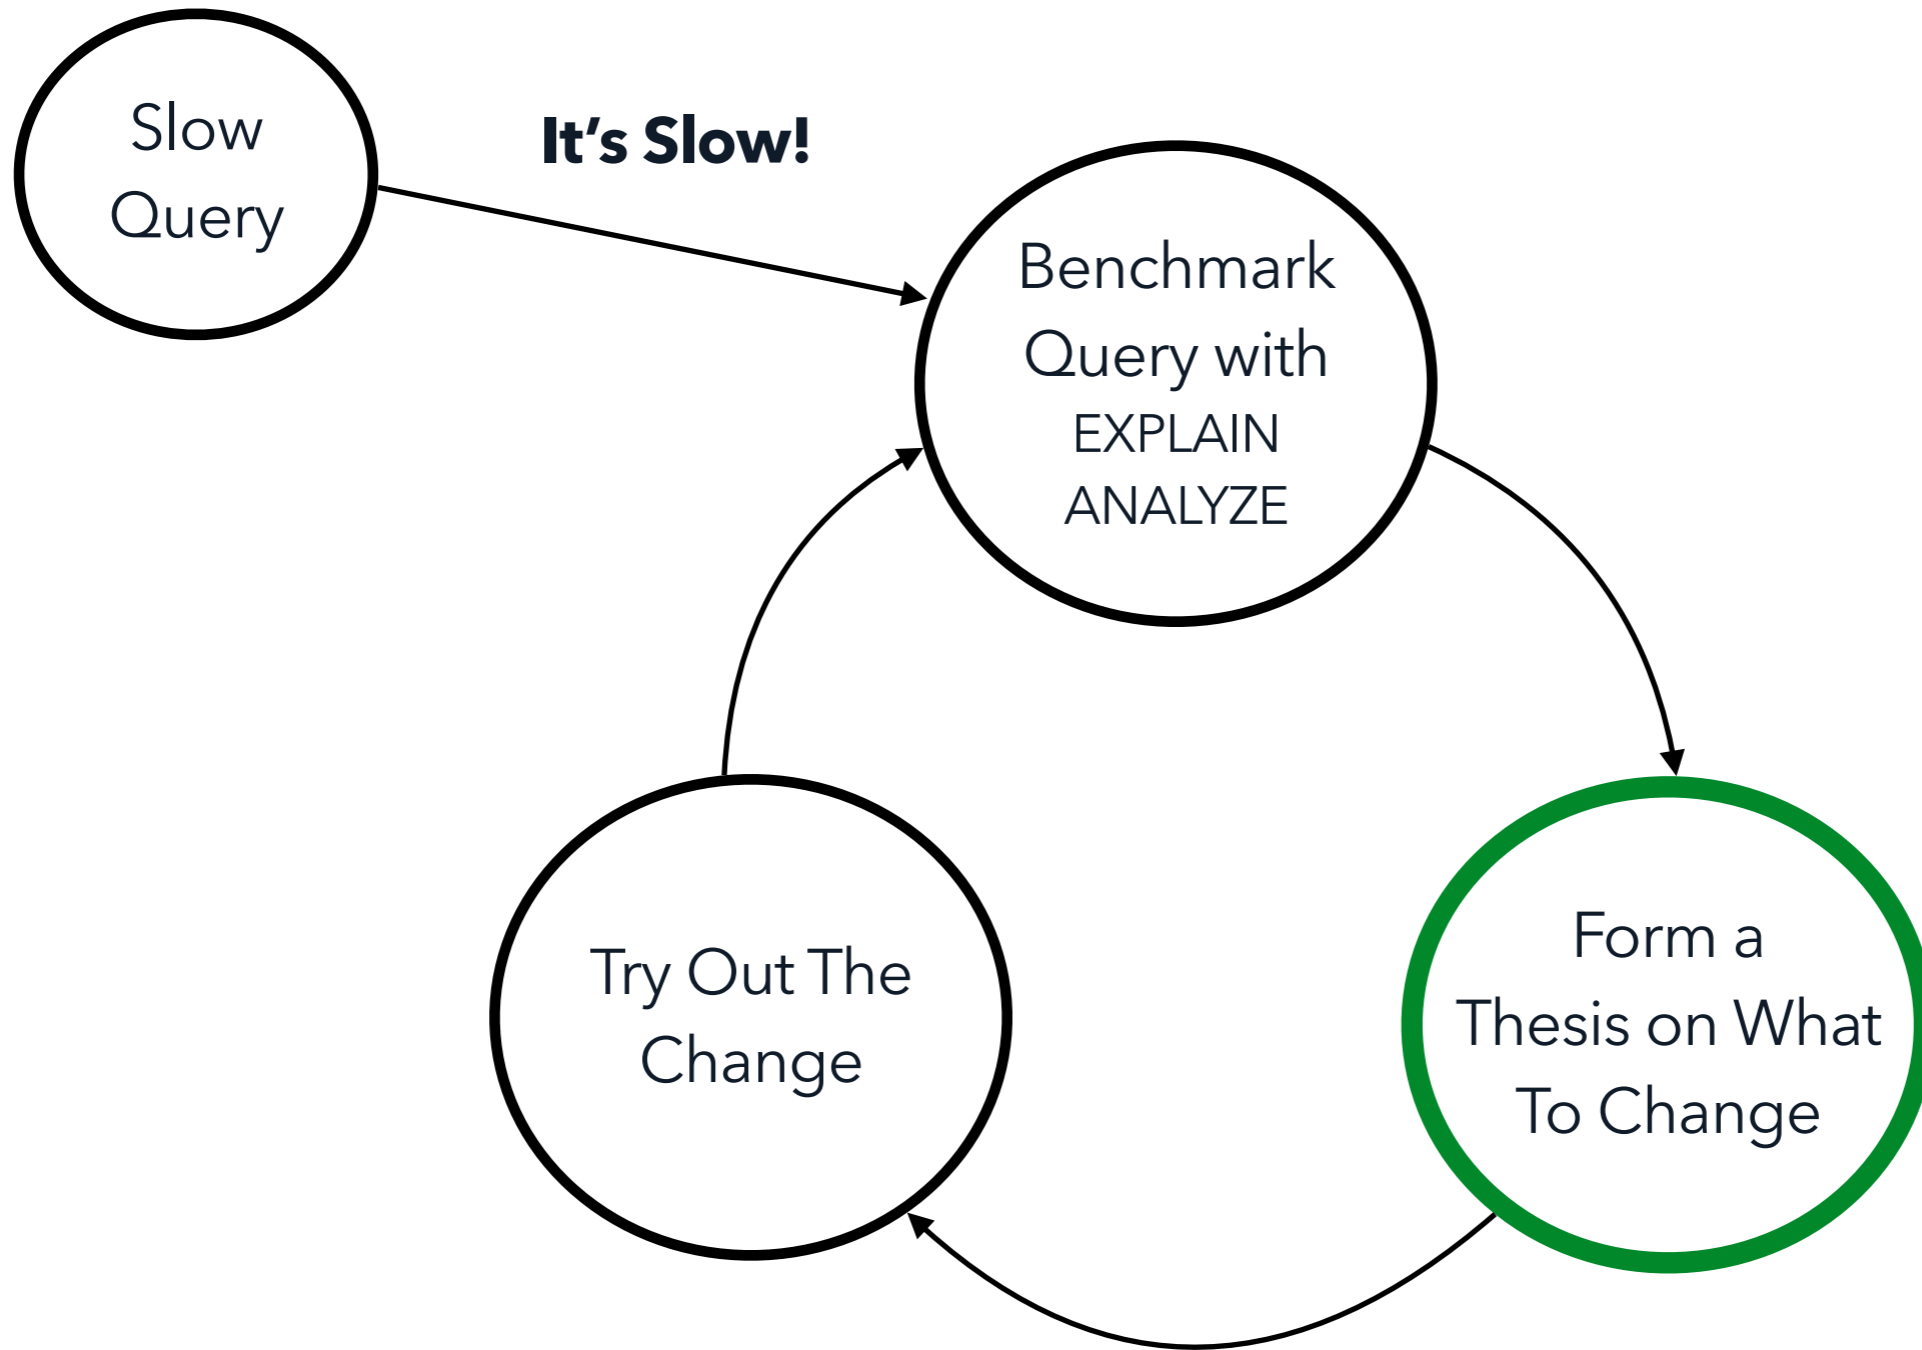 Slow
Query
It’s Slow!
Benchmark
Query with
EXPLAIN
ANALYZE
Form a
Thesis on What
To Change
Try Out The
Change